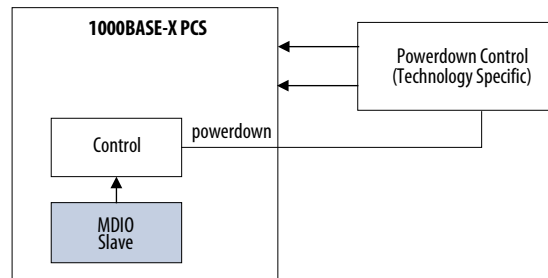 1000BASE-X PCS
Powerdown Control
(Technology Specific)
powerdown
Control
MDIO
Slave